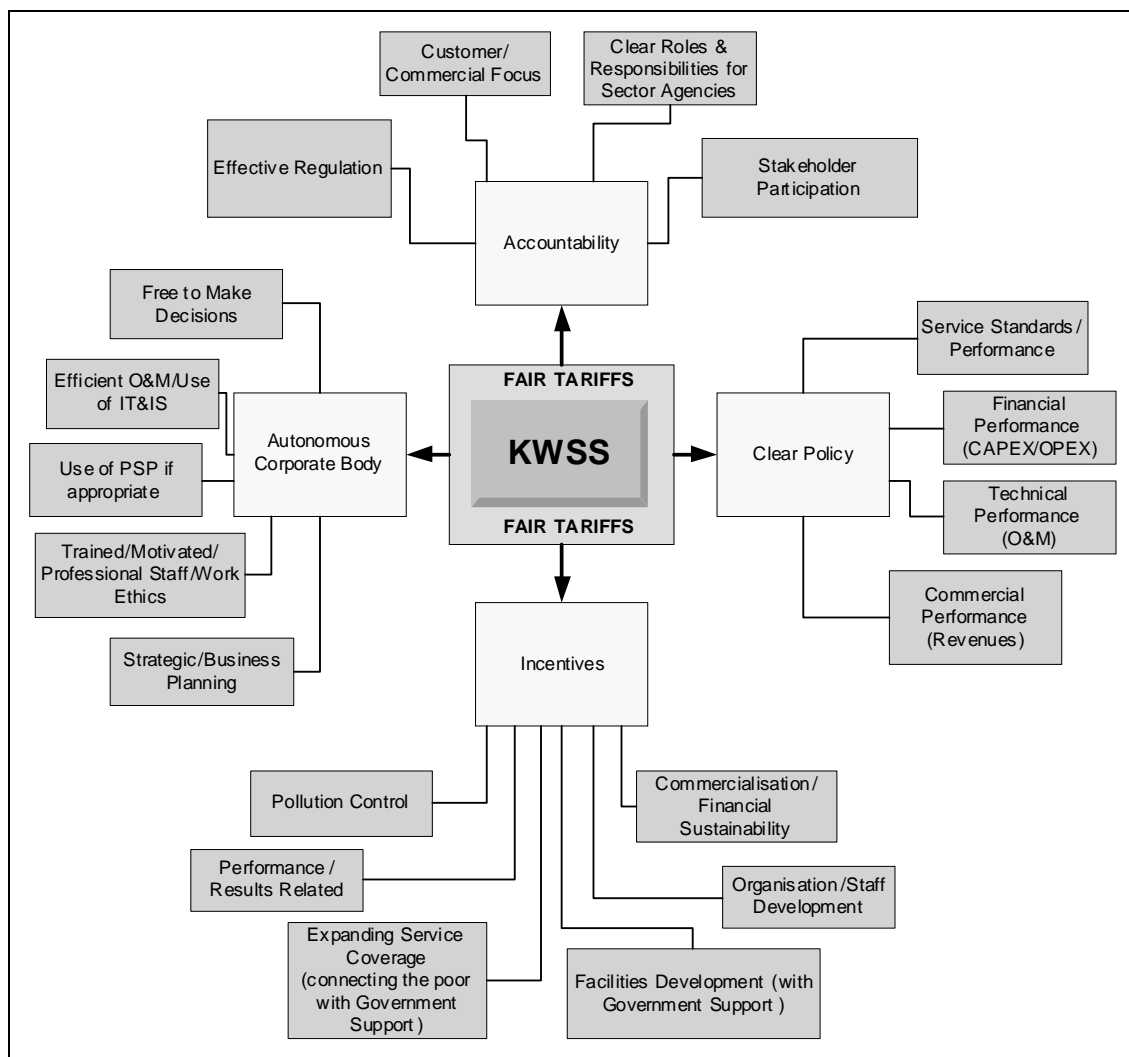 Customer/
Commercial Focus
Clear Roles &
Responsibilities for
Sector Agencies
Effective Regulation
Stakeholder
Participation
Accountability
Free to Make
Decisions
Efficient O&M/Use
of IT&IS
Use of PSP if
appropriate
Trained/Motivated/
Professional Staff/Work
Ethics
Strategic/Business
Planning
Autonomous
Corporate Body
FAIR TARIFFS
KWSS
FAIR TARIFFS
Clear Policy
Service Standards/
Performance
Financial
Performance
(CAPEX/OPEX)
Technical
Performance
(O&M)
Commercial
Performance
(Revenues)
Incentives
Pollution Control
Performance /
Results Related
Expanding Service
Coverage
(connecting the poor
with Government
Support)
Commercialisation/
Financial
Sustainability
Organisation/Staff
Development
Facilities Development (with
Government Support)